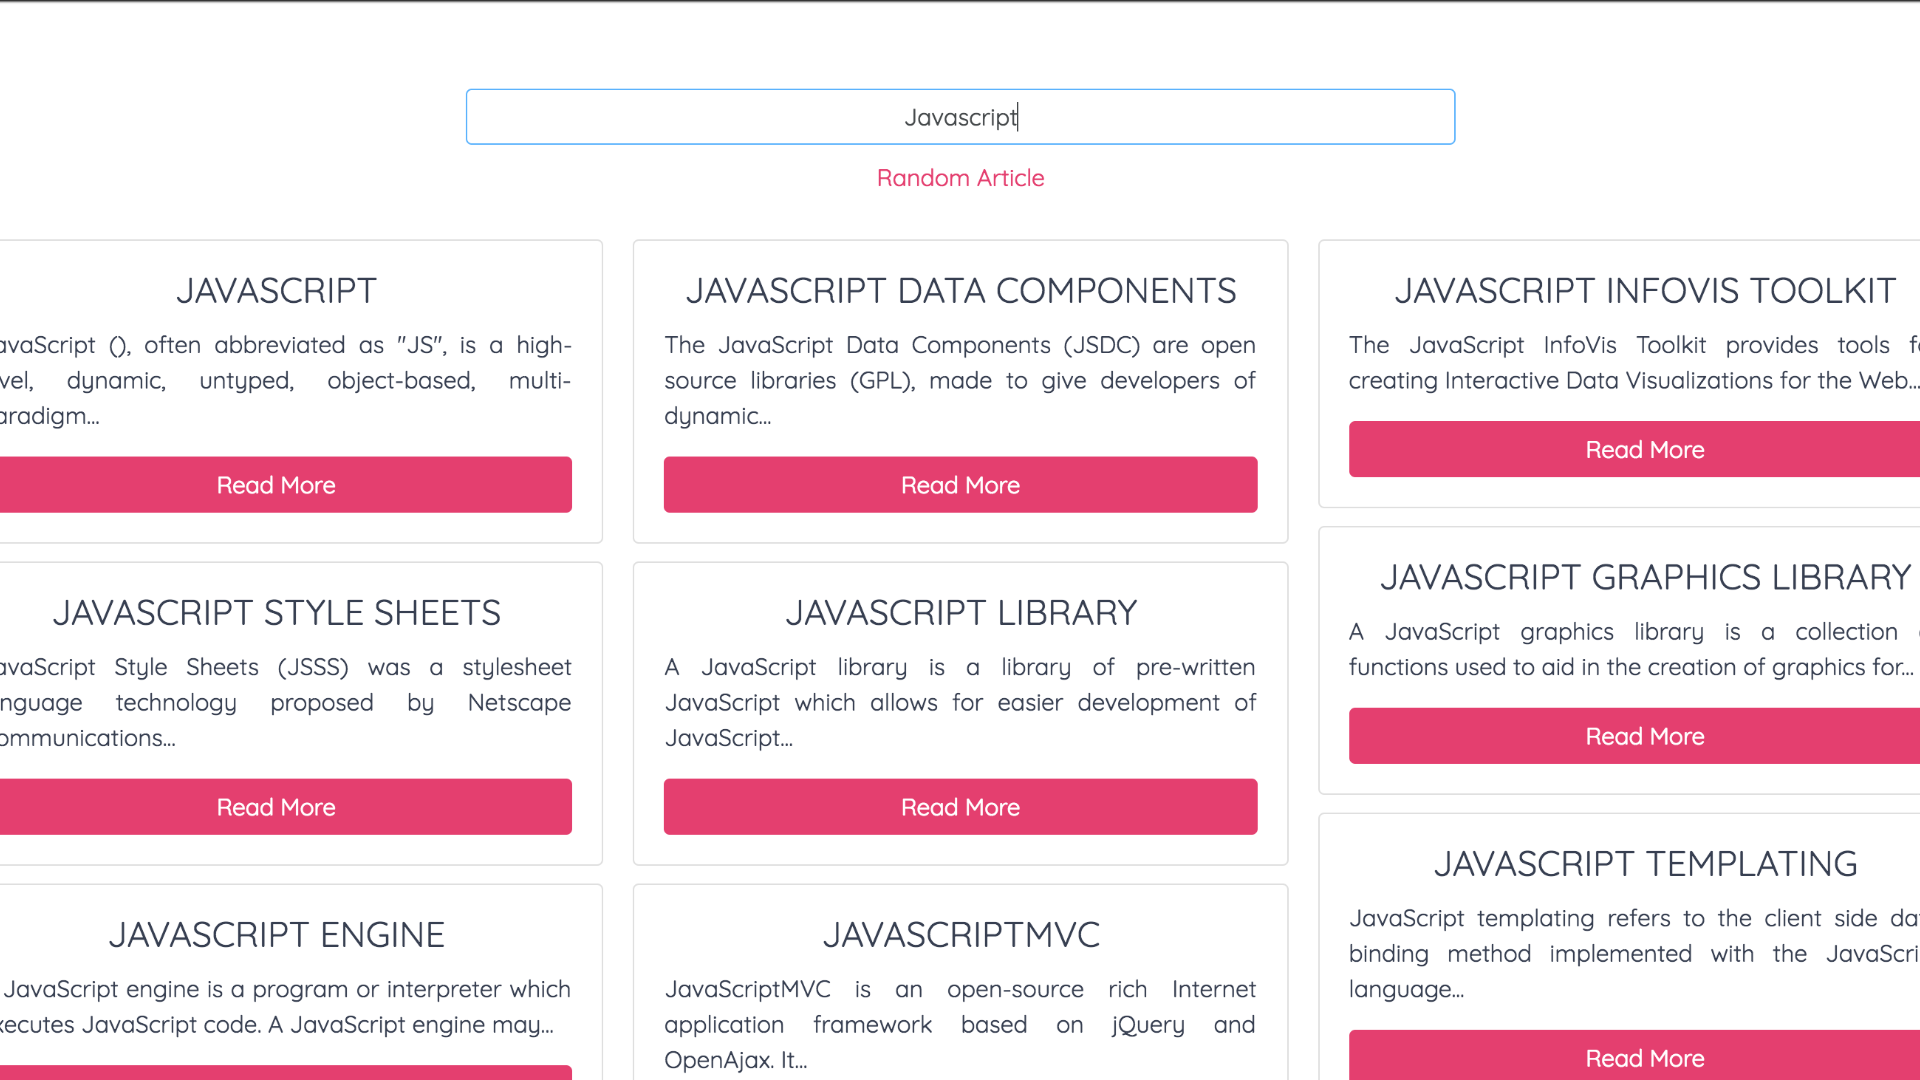 Javascript
Random Article
JAVASCRIPT
avaScript (), often abbreviated as "JS", is a high-
vel, dynamic, untyped, object-based, multi-
aradigm...
Read More
JAVASCRIPT STYLE SHEETS
avaScript Style Sheets (JSSS) was a stylesheet
nguage technology proposed by Netscape
ommunications...
Read More
JAVASCRIPT ENGINE
JavaScript engine is a program or interpreter which
xecutes JavaScript code. A JavaScript engine may...
JAVASCRIPT DATA COMPONENTS
The JavaScript Data Components (JSDC) are open
source libraries (GPL), made to give developers of
dynamic...
Read More
JAVASCRIPT LIBRARY
A JavaScript library is a library of pre-written
JavaScript which allows for easier development of
JavaScript...
Read More
JAVASCRIPTMVC
JavaScriptMVC is an open-source rich Internet
application framework based on jQuery and
OpenAjax. It...
JAVASCRIPT INFOVIS TOOLKIT
The JavaScript InfoVis Toolkit provides tools f
creating Interactive Data Visualizations for the Web...
Read More
JAVASCRIPT GRAPHICS LIBRARY
A JavaScript graphics library is a collection
functions used to aid in the creation of graphics for...
Read More
JAVASCRIPT TEMPLATING
JavaScript templating refers to the client side da
binding method implemented with the JavaScri
language...
Read More